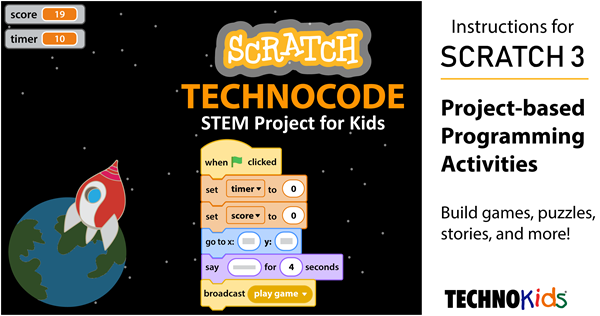 score 19
timer 10
SCRATCH
TECHNOCODE
STEM Project for Kids
when clicked
set timer to 0
set score to 0
go to x: y:
say for 4 seconds
broadcast play game
Instructions for
SCRATCH 3
Project-based
Programming
Activities
Build games, puzzles,
stories, and more!
TECHNOKids